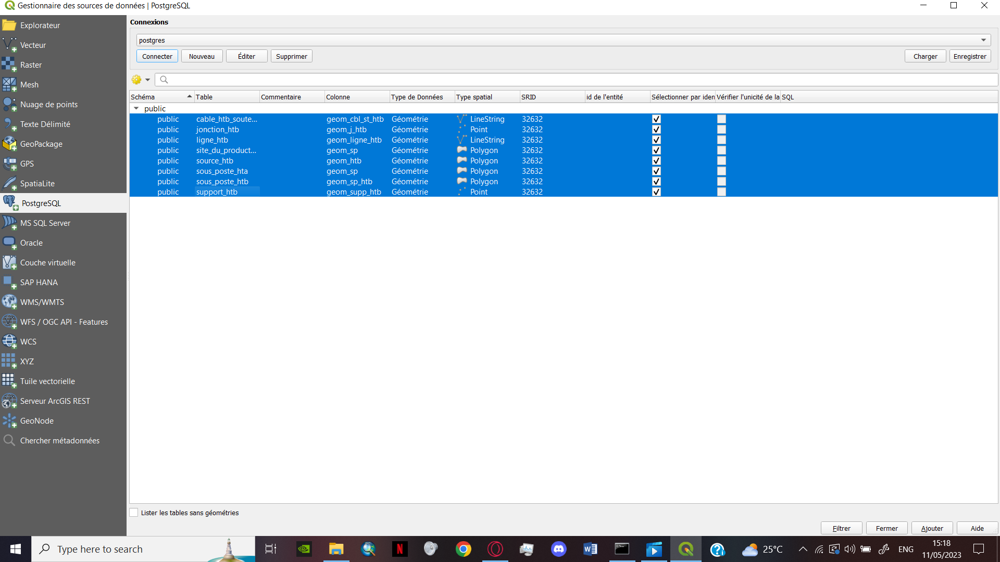 Gestionnaire des sources de données | PostgreSQL
Explorateur
Vecteur
Raster
Mesh
Nuage de points
Texte Délimité
GeoPackage
GPS
SpatiaLite
PostgreSQL
MS SQL Server
Oracle
Couche virtuelle
SAP HANA
WMS/WMTS
WFS / OGC API - Features
WCS
XYZ
Tuile vectorielle
Serveur ArcGIS REST
GeoNode
Chercher métadonnées
Connexions
postgres
Connecter Nouveau Éditer Supprimer Charger Enregistrer
Schéma Table Commentaire Colonne Type de Données Type spatial SRID id de l'entité Sélectionner par iden Vérifier l'unicité de la SQL
public
public cable_htb_soute... geom_cbl_st_htb Géométrie LineString 32632
public jonction_htb geom_j_htb Géométrie Point 32632
public ligne_htb geom_ligne_htb Géométrie LineString 32632
public site_du_product... geom_sp Géométrie Polygon 32632
public source_htb geom_htb Géométrie Polygon 32632
public sous_poste_hta geom_sp Géométrie Polygon 32632
public sous_poste_htb geom_sp_htb Géométrie Polygon 32632
public support_htb geom_supp_htb Géométrie Point 32632
Lister les tables sans géométries
Filtrer Fermer Ajouter Aide
Type here to search
25°C
ENG
15:18
11/05/2023